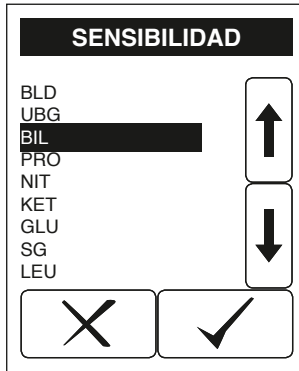 SENSIBILIDAD
BLD
UBG
BIL
PRO
NIT
KET
GLU
SG
LEU